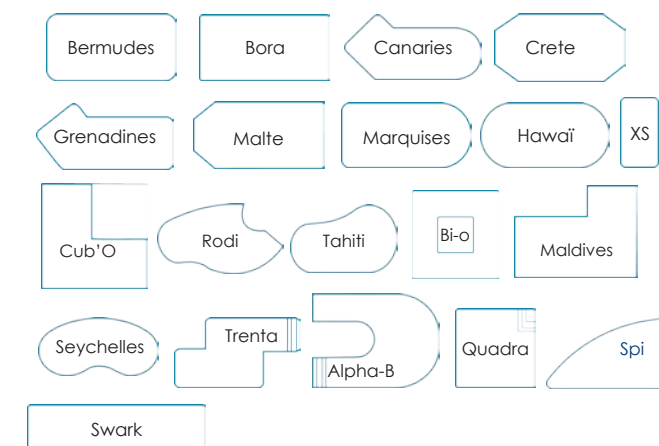 Bermudes
Bora
Canaries
Crete
Grenadines
Malte
Marquises
Hawaï
XS
Cub'O
Rodi
Tahiti
Bi-o
Maldives
Seychelles
Trenta
Alpha-B
Quadra
Spi
Swark